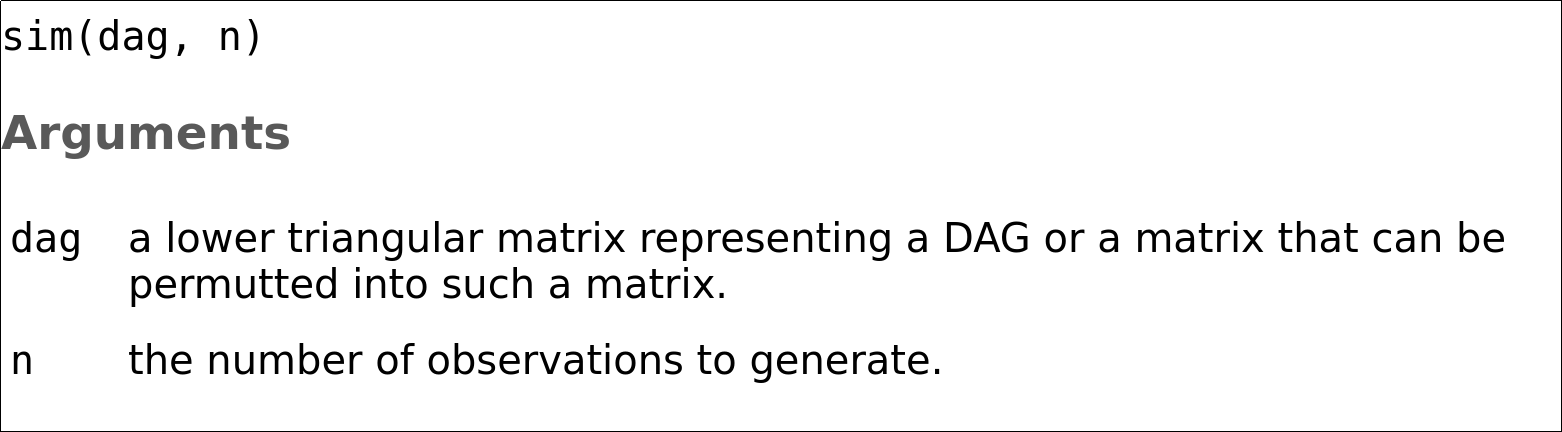 sim(dag, n)
Arguments
dag a lower triangular matrix representing a DAG or a matrix that can be
permutted into such a matrix.
n the number of observations to generate.